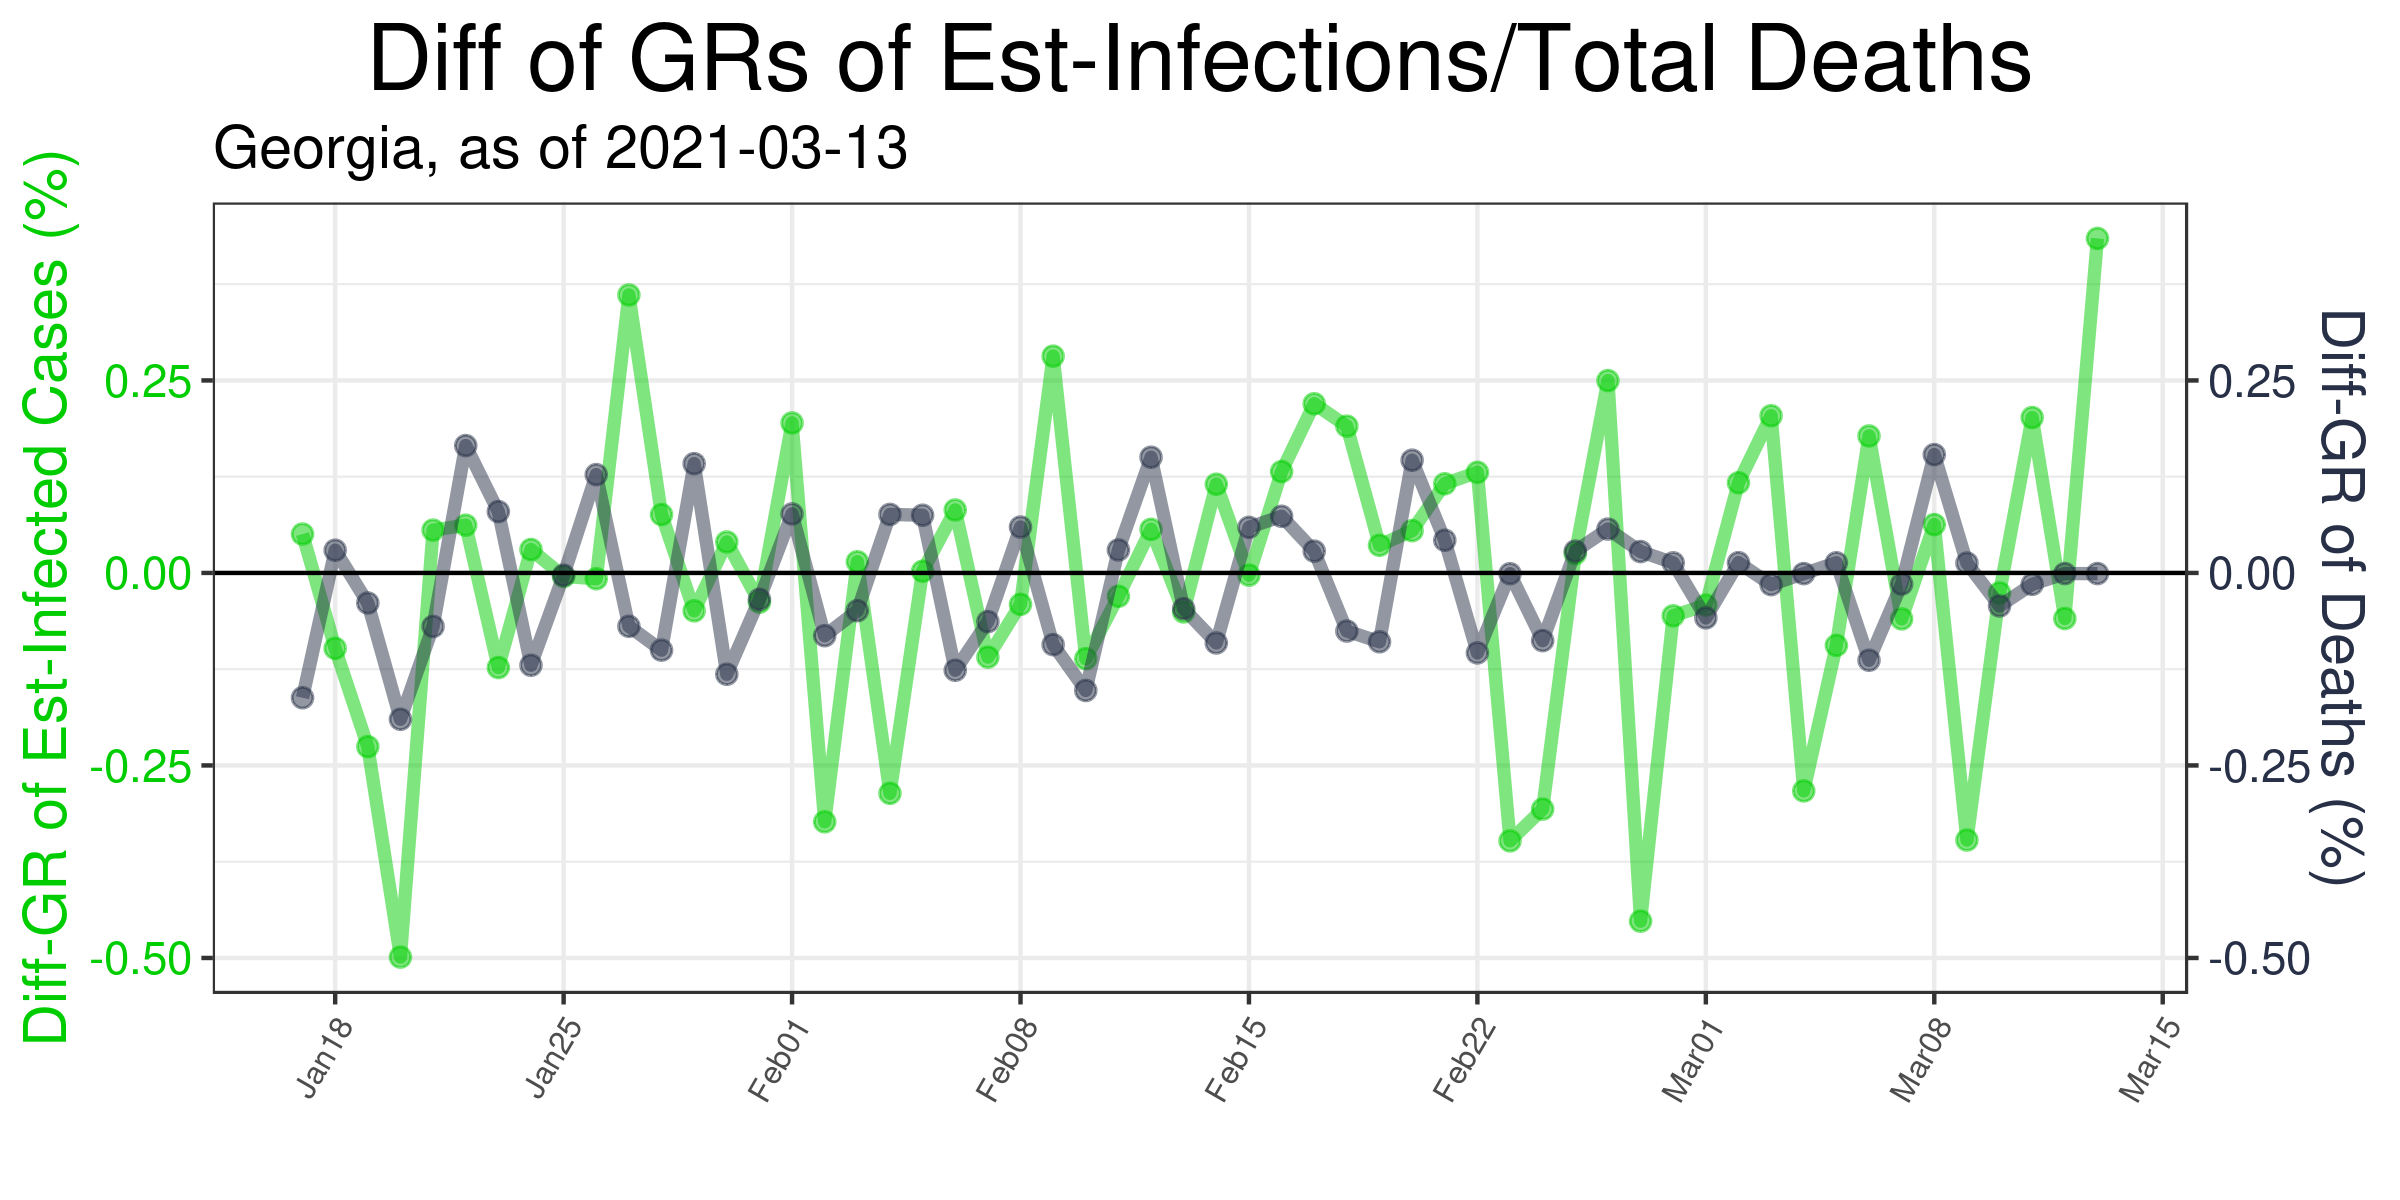 Diff of GRs of Est-Infections/Total Deaths
Georgia, as of 2021-03-13
Diff-GR of Est-Infected Cases (%)
0.25
0.00
-0.25
-0.50
0.25
0.00
-0.25
-0.50
Diff-GR of Deaths (%)
Jan18
Jan25
Feb01
Feb08
Feb15
Feb22
Mar01
Mar08
Mar15